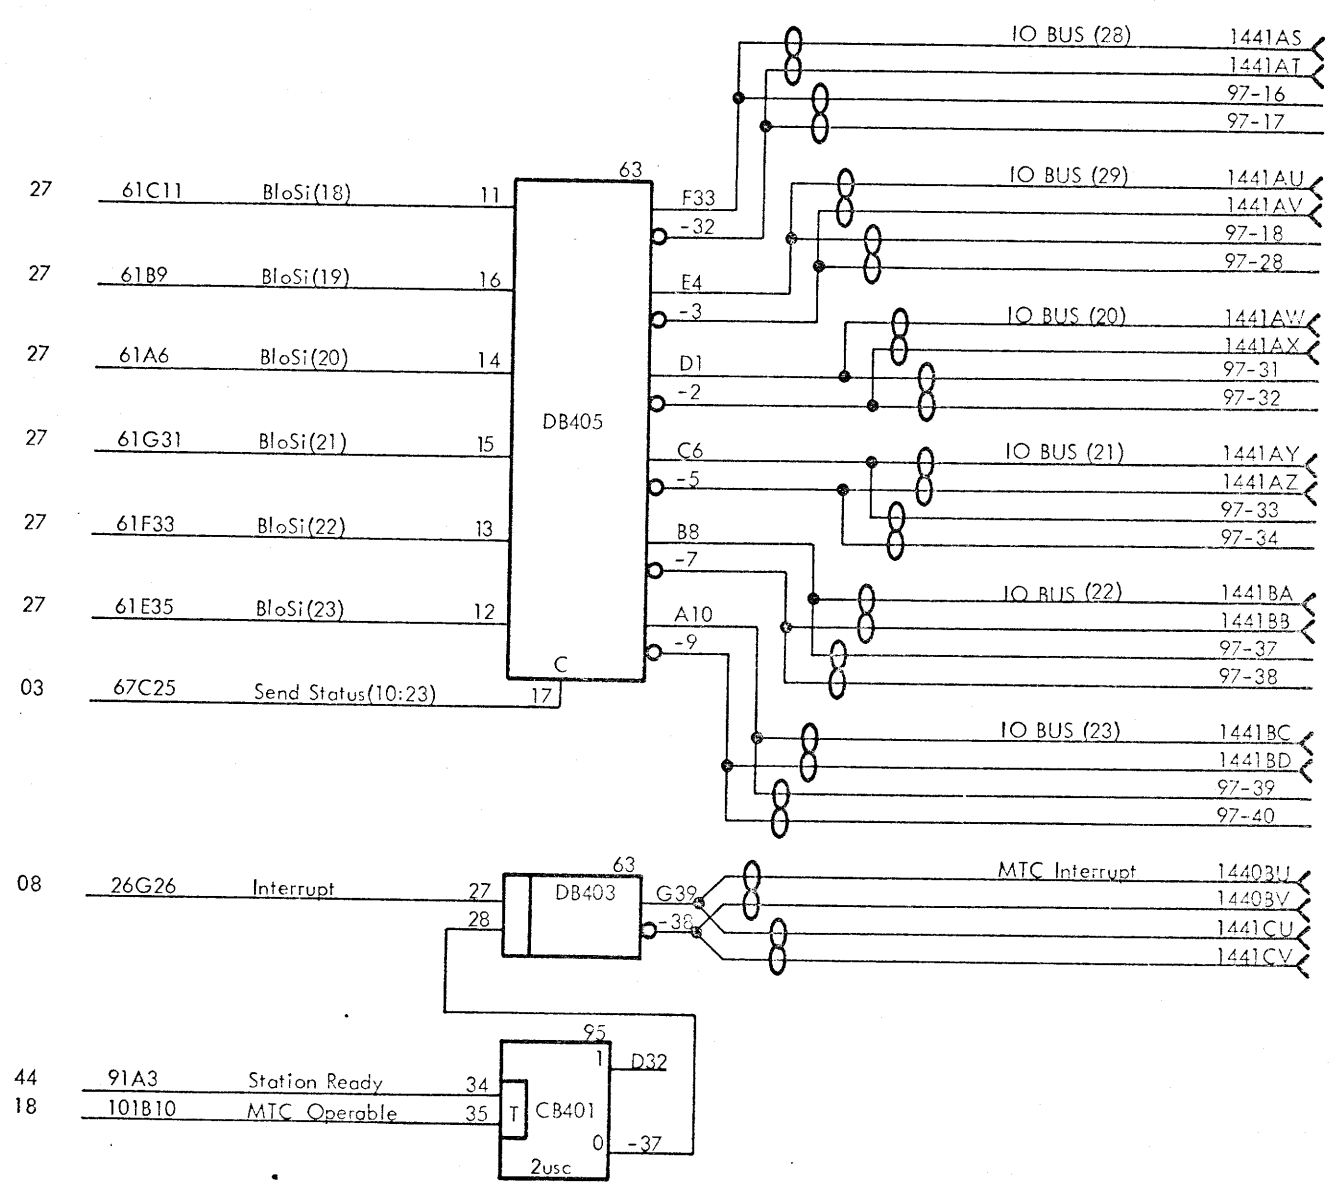 IO BUS (28) 1441AS
1441AT
97-16
97-17
63
27 61C11 BloSi(18) 11 F33 IO BUS (29) 1441AU
-32 1441AV
97-18
27 61B9 BloSi(19) 16 E4 97-28
-3 IO BUS (20) 1441AW
1441AX
27 61A6 BloSi(20) 14 D1 97-31
-2 97-32
DB405
27 61G31 BloSi(21) 15 C6 IO BUS (21) 1441AY
-5 1441AZ
97-33
27 61F33 BloSi(22) 13 B8 97-34
-7 IO BUS (22) 1441BA
27 61E35 BloSi(23) 12 A10 1441BB
-9 97-37
C 97-38
03 67C25 Send Status(10:23) 17
IO BUS (23) 1441BC
1441BD
97-39
97-40
63
08 26G26 Interrupt 27 DB403 G39 MTC Interrupt 1440BU
28 -38 1440BV
1441CU
1441CV
95
1 D32
44 91A3 Station Ready 34
18 101B10 MTC Operable 35 T CB401
0 -37
2usc